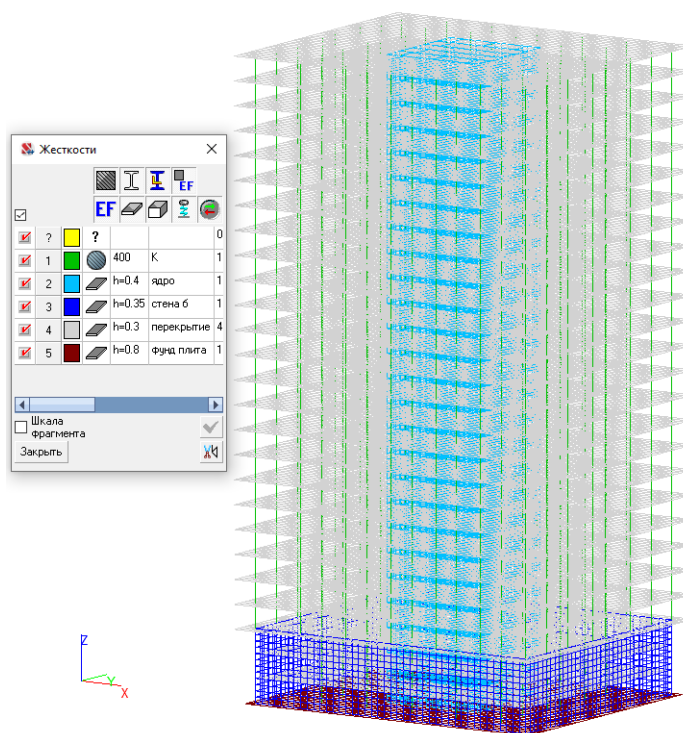 Жесткости
EF
EF
? ? 0
1 400 К 1
2 h=0.4 ядро 1
3 h=0.35 стена б 1
4 h=0.3 перекрытие 4
5 h=0.8 фунд плита 1
Шкала
фрагмента
Закрыть
Z
Y
X